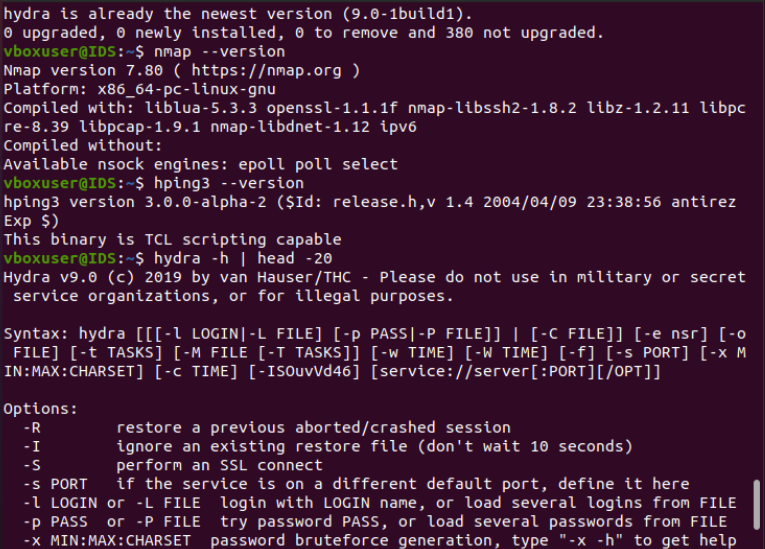 hydra is already the newest version (9.0-1build1).
0 upgraded, 0 newly installed, 0 to remove and 380 not upgraded.
vboxuser@IDS:~$ nmap --version
Nmap version 7.80 ( https://nmap.org )
Platform: x86_64-pc-linux-gnu
Compiled with: liblua-5.3.3 openssl-1.1.1f nmap-libssh2-1.8.2 libz-1.2.11 libpc
re-8.39 libpcap-1.9.1 nmap-libdnet-1.12 ipv6
Compiled without:
Available nsock engines: epoll poll select
vboxuser@IDS:~$ hping3 --version
hping3 version 3.0.0-alpha-2 ($Id: release.h,v 1.4 2004/04/09 23:38:56 antirez
Exp $)
This binary is TCL scripting capable
vboxuser@IDS:~$ hydra -h | head -20
Hydra v9.0 (c) 2019 by van Hauser/THC - Please do not use in military or secret
 service organizations, or for illegal purposes.

Syntax: hydra [[[-l LOGIN|-L FILE] [-p PASS|-P FILE]] | [-C FILE]] [-e nsr] [-o
 FILE] [-t TASKS] [-M FILE [-T TASKS]] [-w TIME] [-W TIME] [-f] [-s PORT] [-x M
IN:MAX:CHARSET] [-c TIME] [-ISOuvVd46] [service://server[:PORT][/OPT]]

Options:
  -R        restore a previous aborted/crashed session
  -I        ignore an existing restore file (don't wait 10 seconds)
  -S        perform an SSL connect
  -s PORT   if the service is on a different default port, define it here
  -l LOGIN or -L FILE  login with LOGIN name, or load several logins from FILE
  -p PASS  or -P FILE  try password PASS, or load several passwords from FILE
  -x MIN:MAX:CHARSET  password bruteforce generation, type "-x -h" to get help